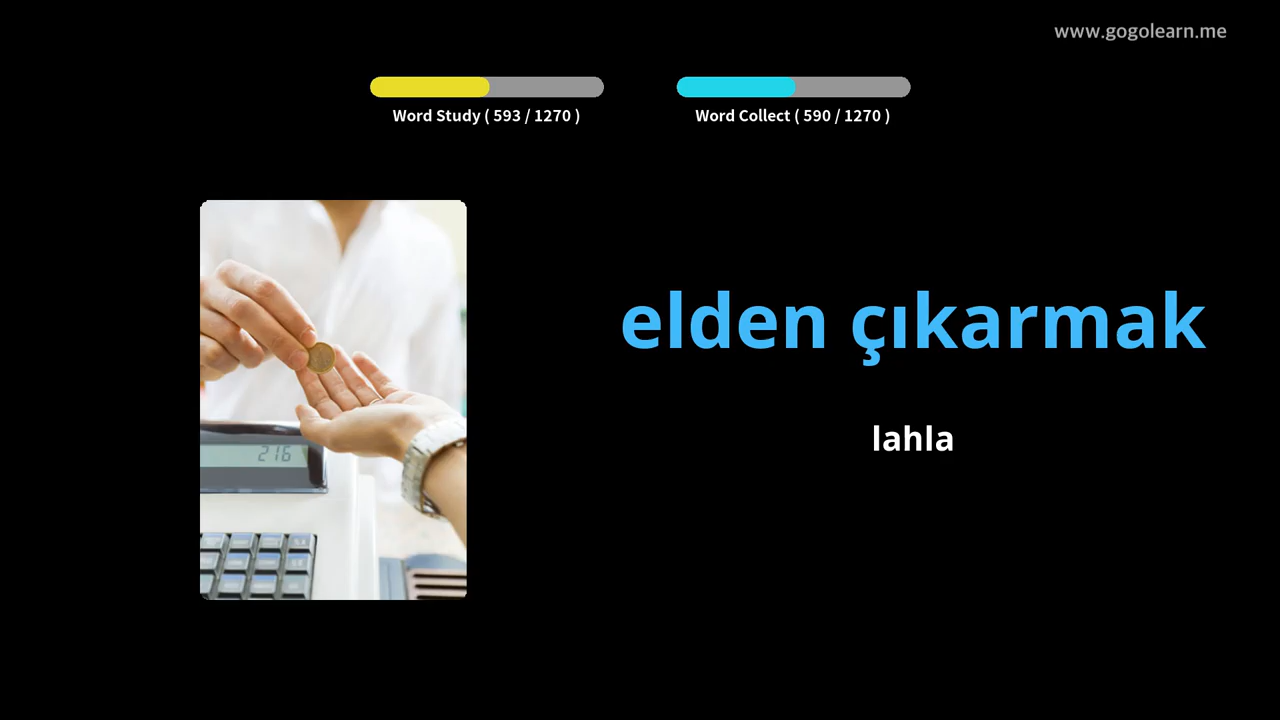 www.gogolearn.me
Word Study ( 593 / 1270 )
Word Collect ( 590 / 1270 )
elden çıkarmak
lahla
216